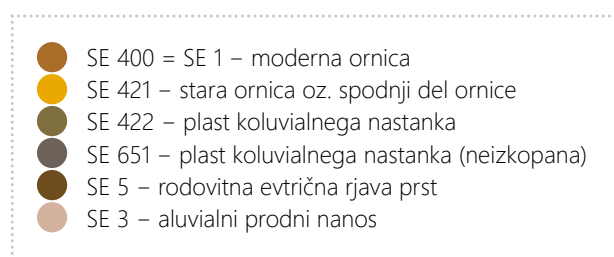 SE 400 = SE 1 – moderna ornica
SE 421 – stara ornica oz. spodnji del ornice
SE 422 – plast koluvialnega nastanka
SE 651 – plast koluvialnega nastanka (neizkopana)
SE 5 – rodovitna evtrična rjava prst
SE 3 – aluvialni prodni nanos